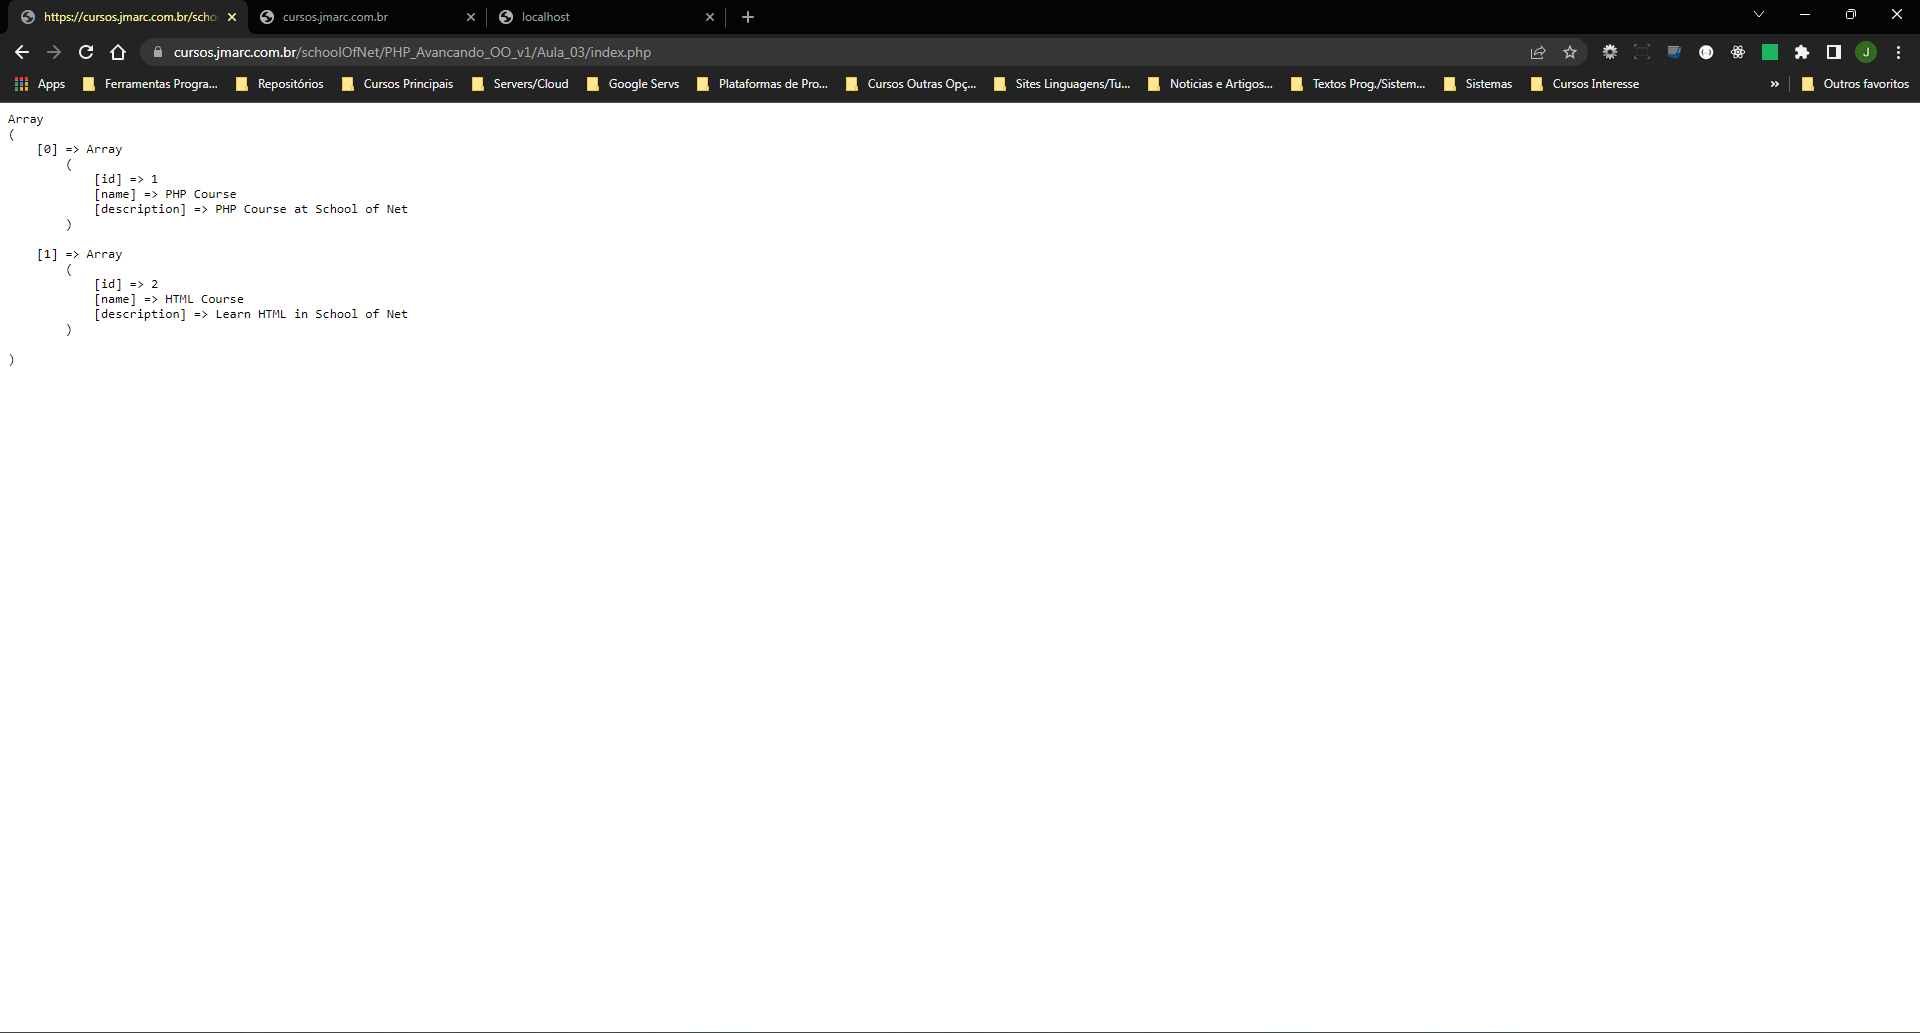 https://cursos.jmarc.com.br/scho
cursos.jmarc.com.br
localhost
cursos.jmarc.com.br/schoolOfNet/PHP_Avancando_OO_v1/Aula_03/index.php
J
Apps
Ferramentas Progra...
Repositórios
Cursos Principais
Servers/Cloud
Google Servs
Plataformas de Pro...
Cursos Outras Opç...
Sites Linguagens/Tu...
Noticias e Artigos...
Textos Prog./Sistem...
Sistemas
Cursos Interesse
»
Outros favoritos
Array
(
    [0] => Array
        (
            [id] => 1
            [name] => PHP Course
            [description] => PHP Course at School of Net
        )
    [1] => Array
        (
            [id] => 2
            [name] => HTML Course
            [description] => Learn HTML in School of Net
        )
)